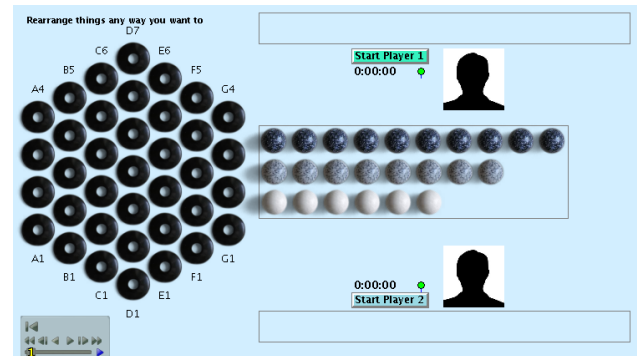 Rearrange things any way you want to
D7
C6 E6
B5 F5
A4 G4
Start Player 1
0:00:00
A1 G1
B1 F1
C1 E1
D1
0:00:00
Start Player 2
1